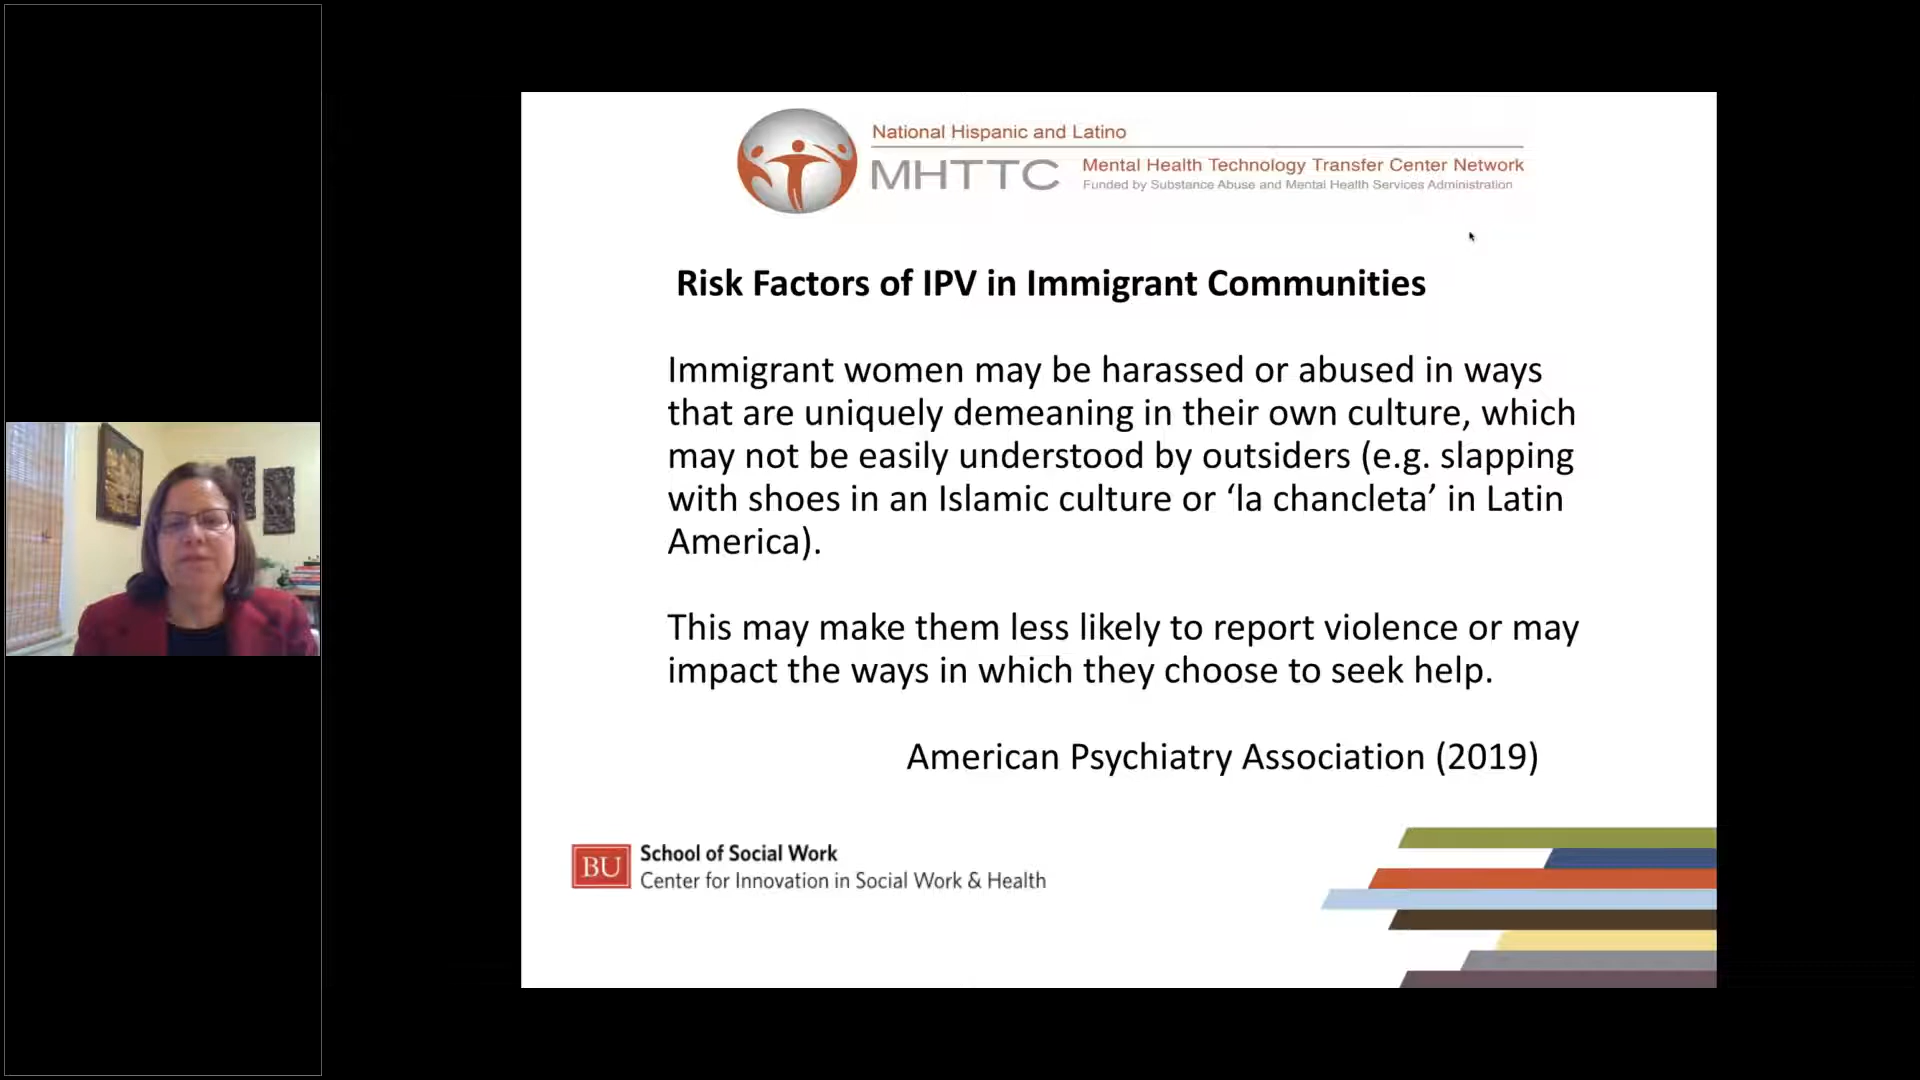 National Hispanic and Latino
MHTTC
Mental Health Technology Transfer Center Network
Funded by Substance Abuse and Mental Health Services Administration
Risk Factors of IPV in Immigrant Communities
Immigrant women may be harassed or abused in ways
that are uniquely demeaning in their own culture, which
may not be easily understood by outsiders (e.g. slapping
with shoes in an Islamic culture or ‘la chancleta’ in Latin
America).
This may make them less likely to report violence or may
impact the ways in which they choose to seek help.
American Psychiatry Association (2019)
BU
School of Social Work
Center for Innovation in Social Work & Health